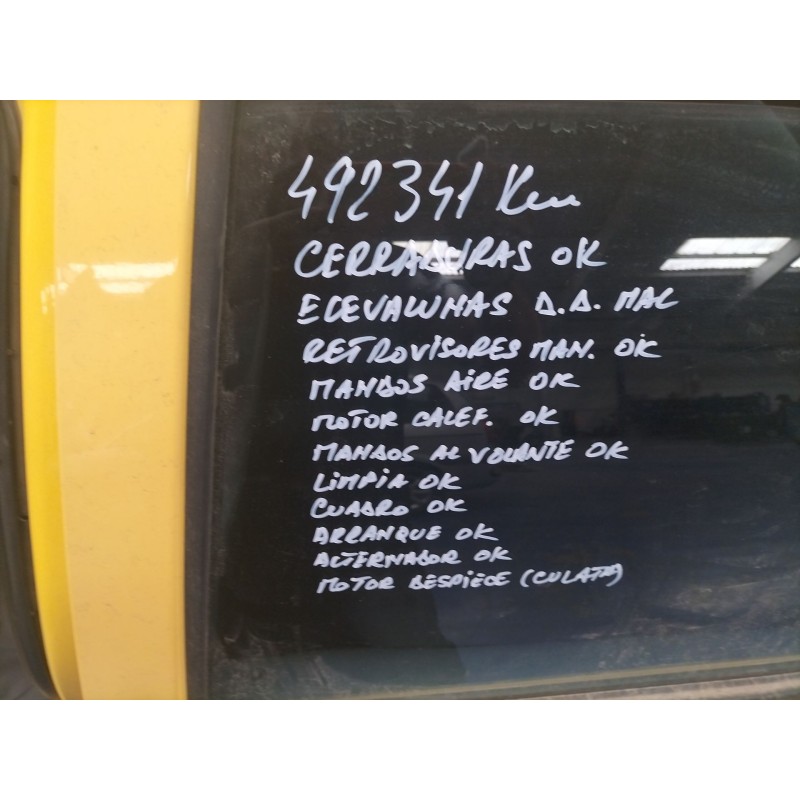 492341 Km
CERRADURAS OK
ELEVALUNAS D.D. MAL
RETROVISORES MAN. OK
MANDOS AIRE OK
MOTOR CALEF. OK
MANDOS AL VOLANTE OK
LIMPIA OK
CUADRO OK
ARRANQUE OK
ALTERNADOR OK
MOTOR DESPIECE (CULATA)